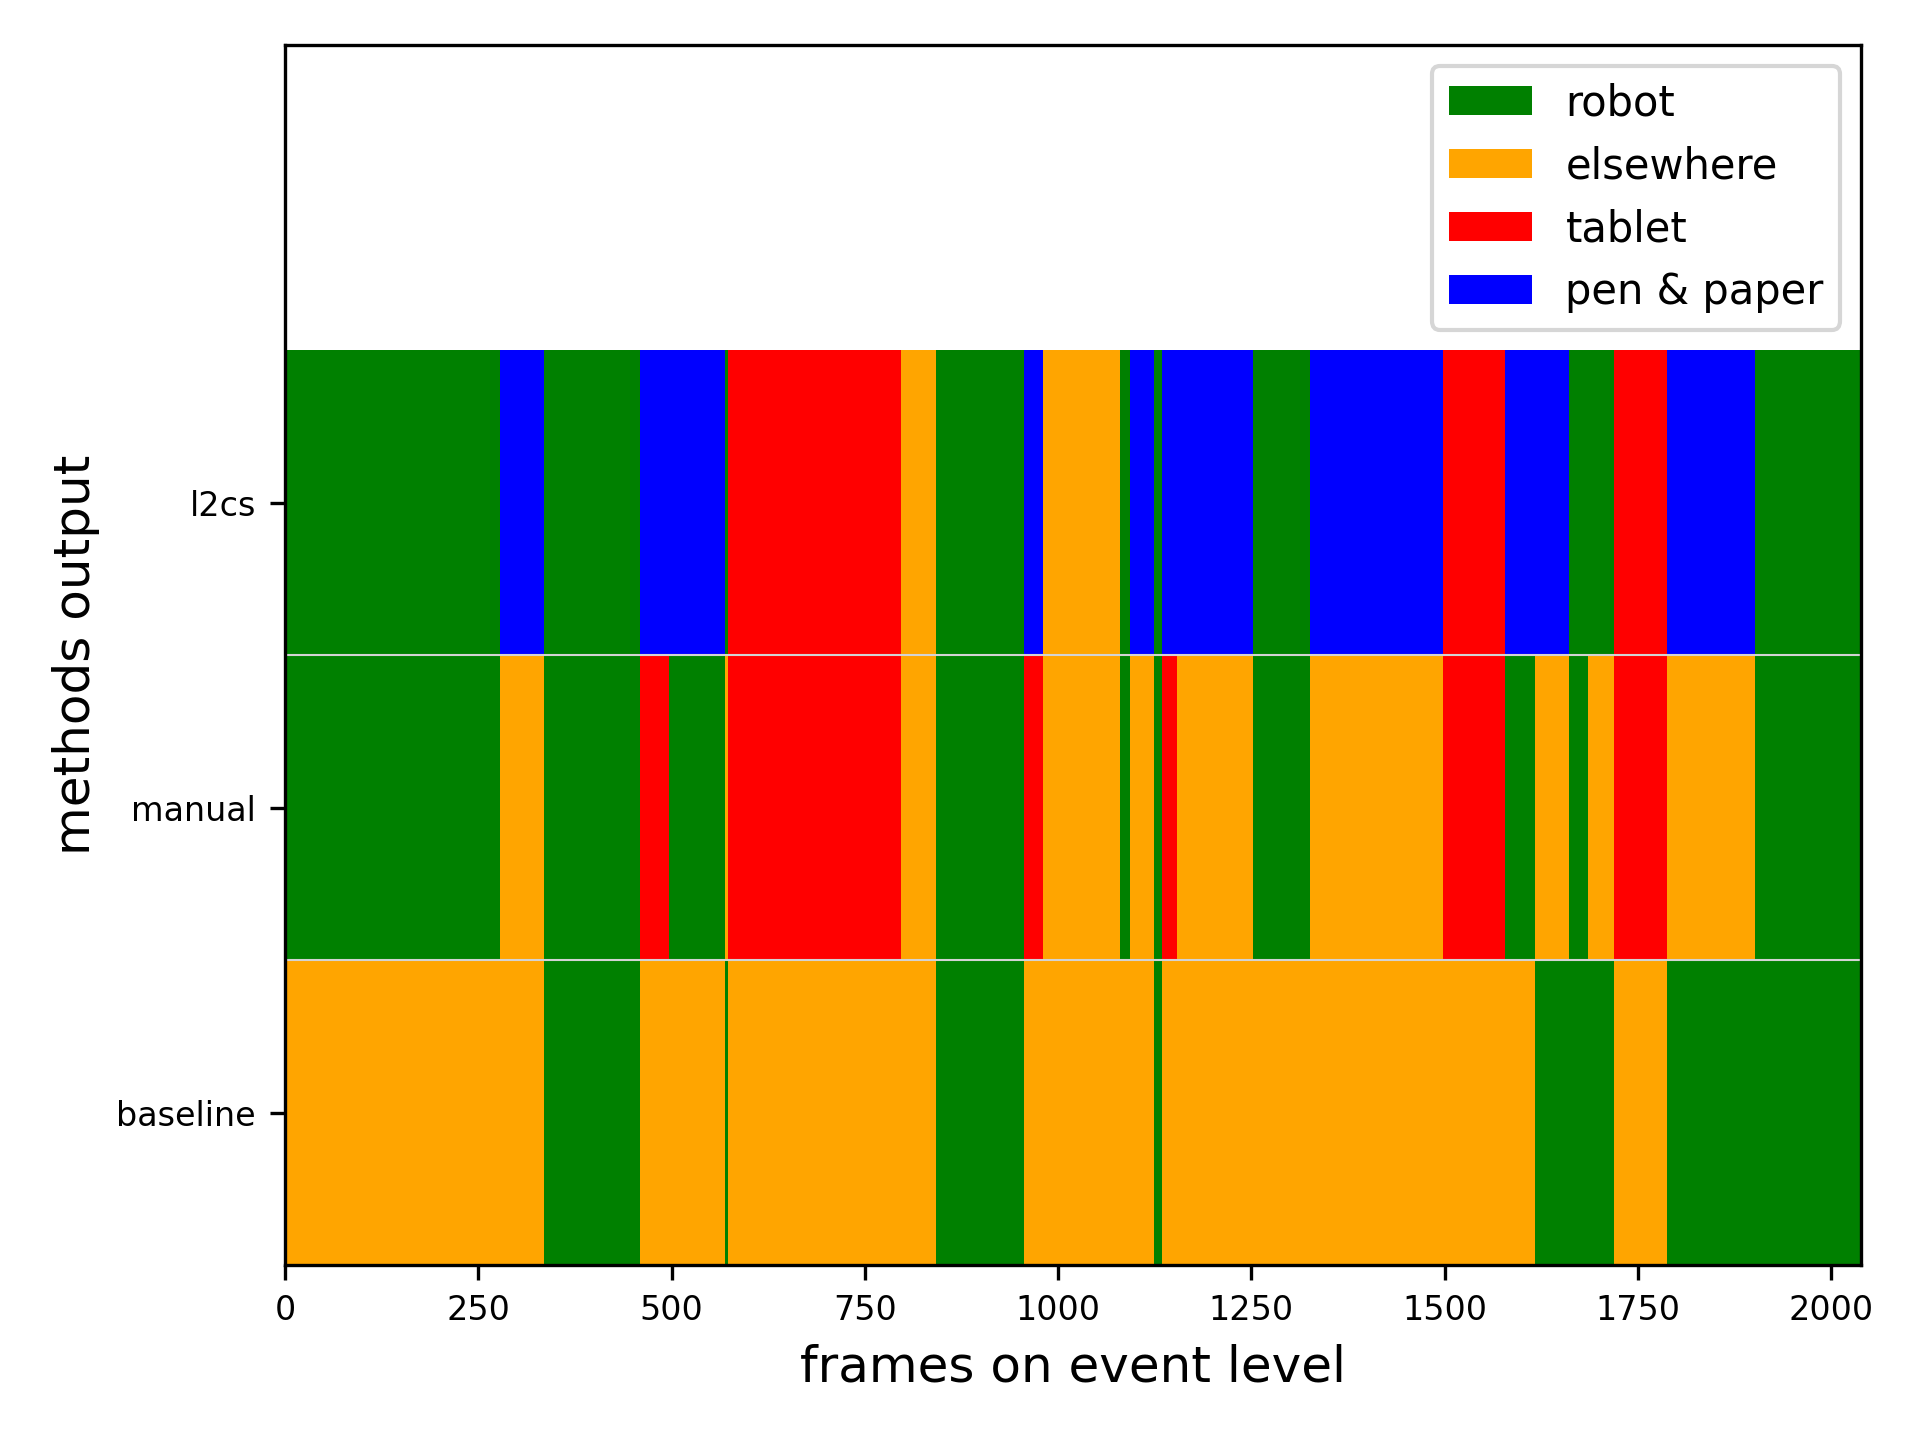 robot
elsewhere
tablet
pen & paper
methods output
l2cs
manual
baseline
0 250 500 750 1000 1250 1500 1750 2000
frames on event level